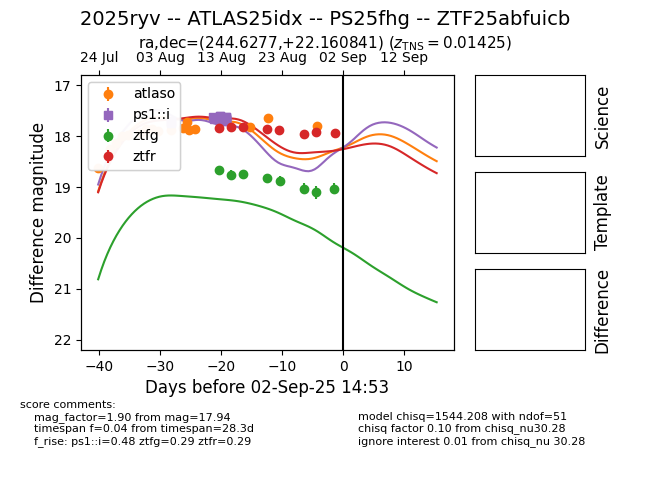 2025ryv -- ATLAS25idx -- PS25fhg -- ZTF25abfuicb
ra,dec=(244.6277,+22.160841) (z_TNS = 0.01425)
24 Jul 03 Aug 13 Aug 23 Aug 02 Sep 12 Sep
atlaso
ps1::i
ztfg
ztfr
17
18
19
20
21
22
Difference magnitude
−40 −30 −20 −10 0 10
Days before 02-Sep-25 14:53
Science
Template
Difference
score comments:
mag_factor=1.90 from mag=17.94
timespan f=0.04 from timespan=28.3d
f_rise: ps1::i=0.48 ztfg=0.29 ztfr=0.29
model chisq=1544.208 with ndof=51
chisq factor 0.10 from chisq_nu30.28
ignore interest 0.01 from chisq_nu 30.28